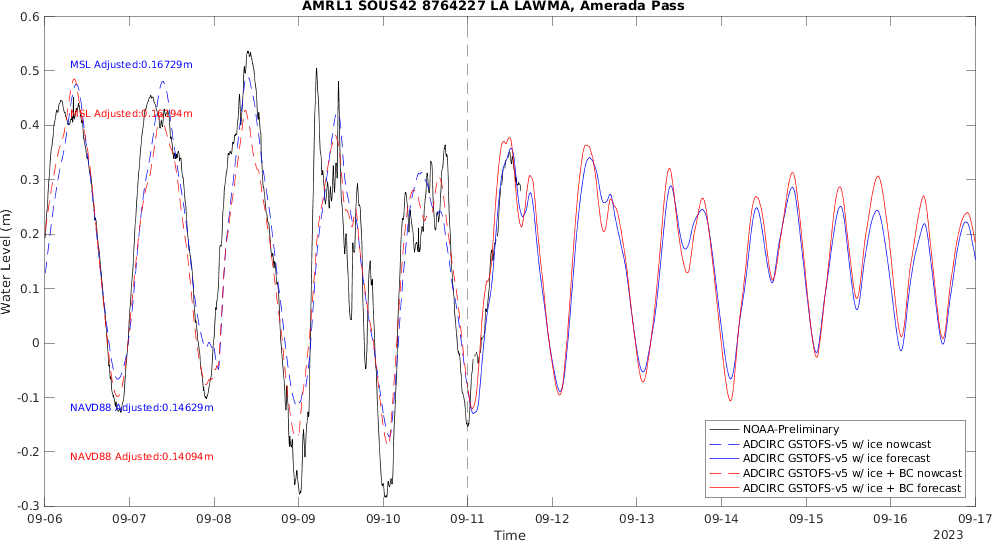 AMRL1 SOUS42 8764227 LA LAWMA, Amerada Pass
0.6
0.5
0.4
0.3
0.2
0.1
0
-0.1
-0.2
-0.3
Water Level (m)
MSL Adjusted:0.16729m
NAVD88 Adjusted:0.14629m
NAVD88 Adjusted:0.14094m
NOAA-Preliminary
ADCIRC GSTOFS-v5 w/ ice nowcast
ADCIRC GSTOFS-v5 w/ ice forecast
ADCIRC GSTOFS-v5 w/ ice + BC nowcast
ADCIRC GSTOFS-v5 w/ ice + BC forecast
09-06
09-07
09-08
09-09
09-10
09-11
09-12
09-13
09-14
09-15
09-16
09-17
Time
2023